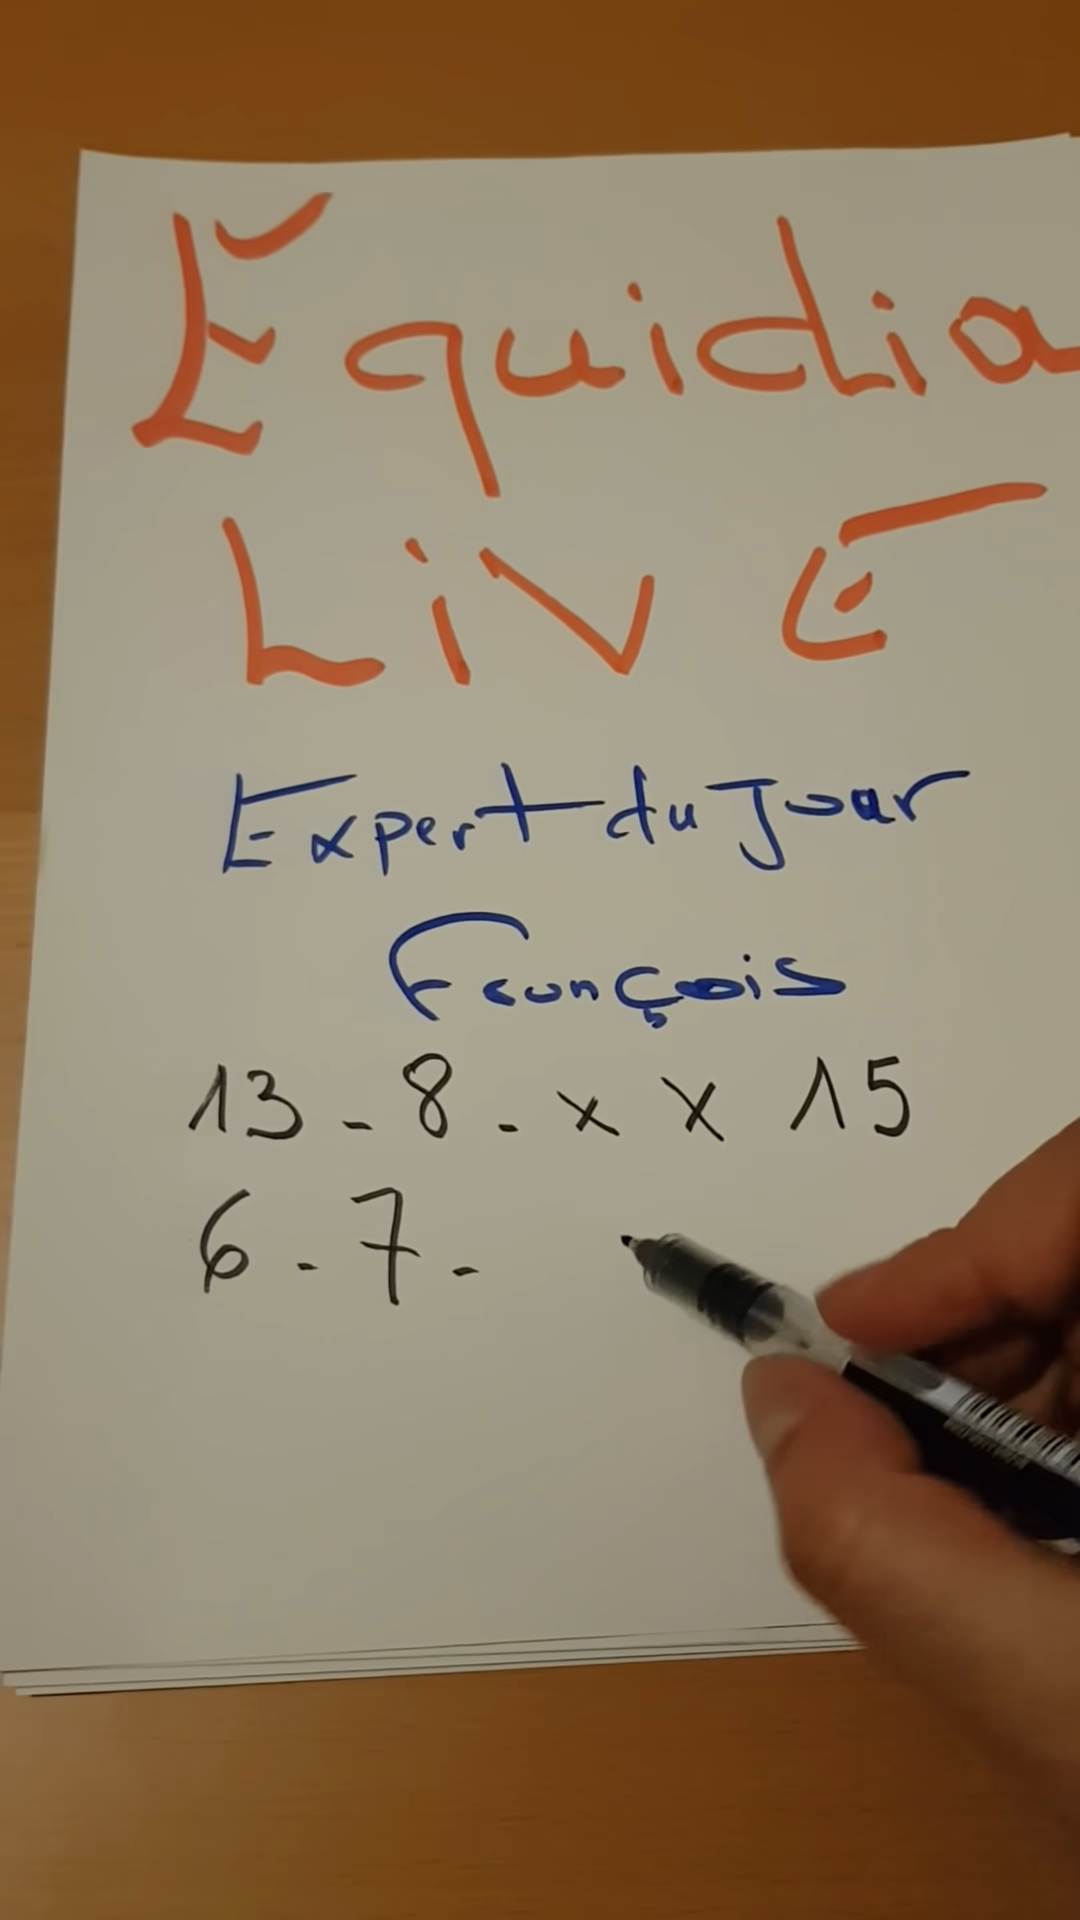 Equidia
LiVE
Expert du Jour
François
13 - 8 - x x 15
6 - 7 -